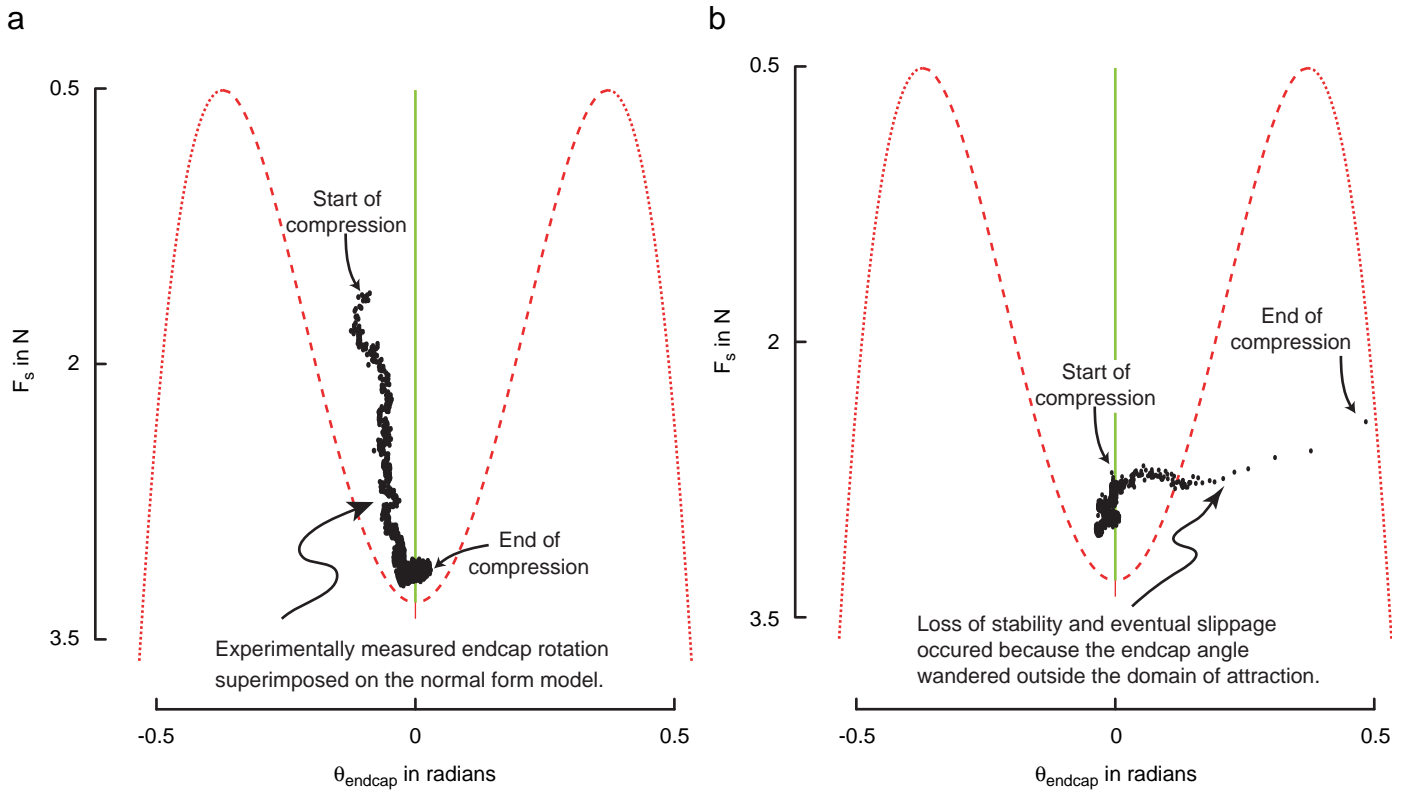 a
0.5
2
3.5
F_s in N
Start of
compression
End of
compression
Experimentally measured endcap rotation
superimposed on the normal form model.
-0.5
0
0.5
θ_endcap in radians
b
0.5
2
3.5
F_s in N
Start of
compression
End of
compression
Loss of stability and eventual slippage
occured because the endcap angle
wandered outside the domain of attraction.
-0.5
0
0.5
θ_endcap in radians